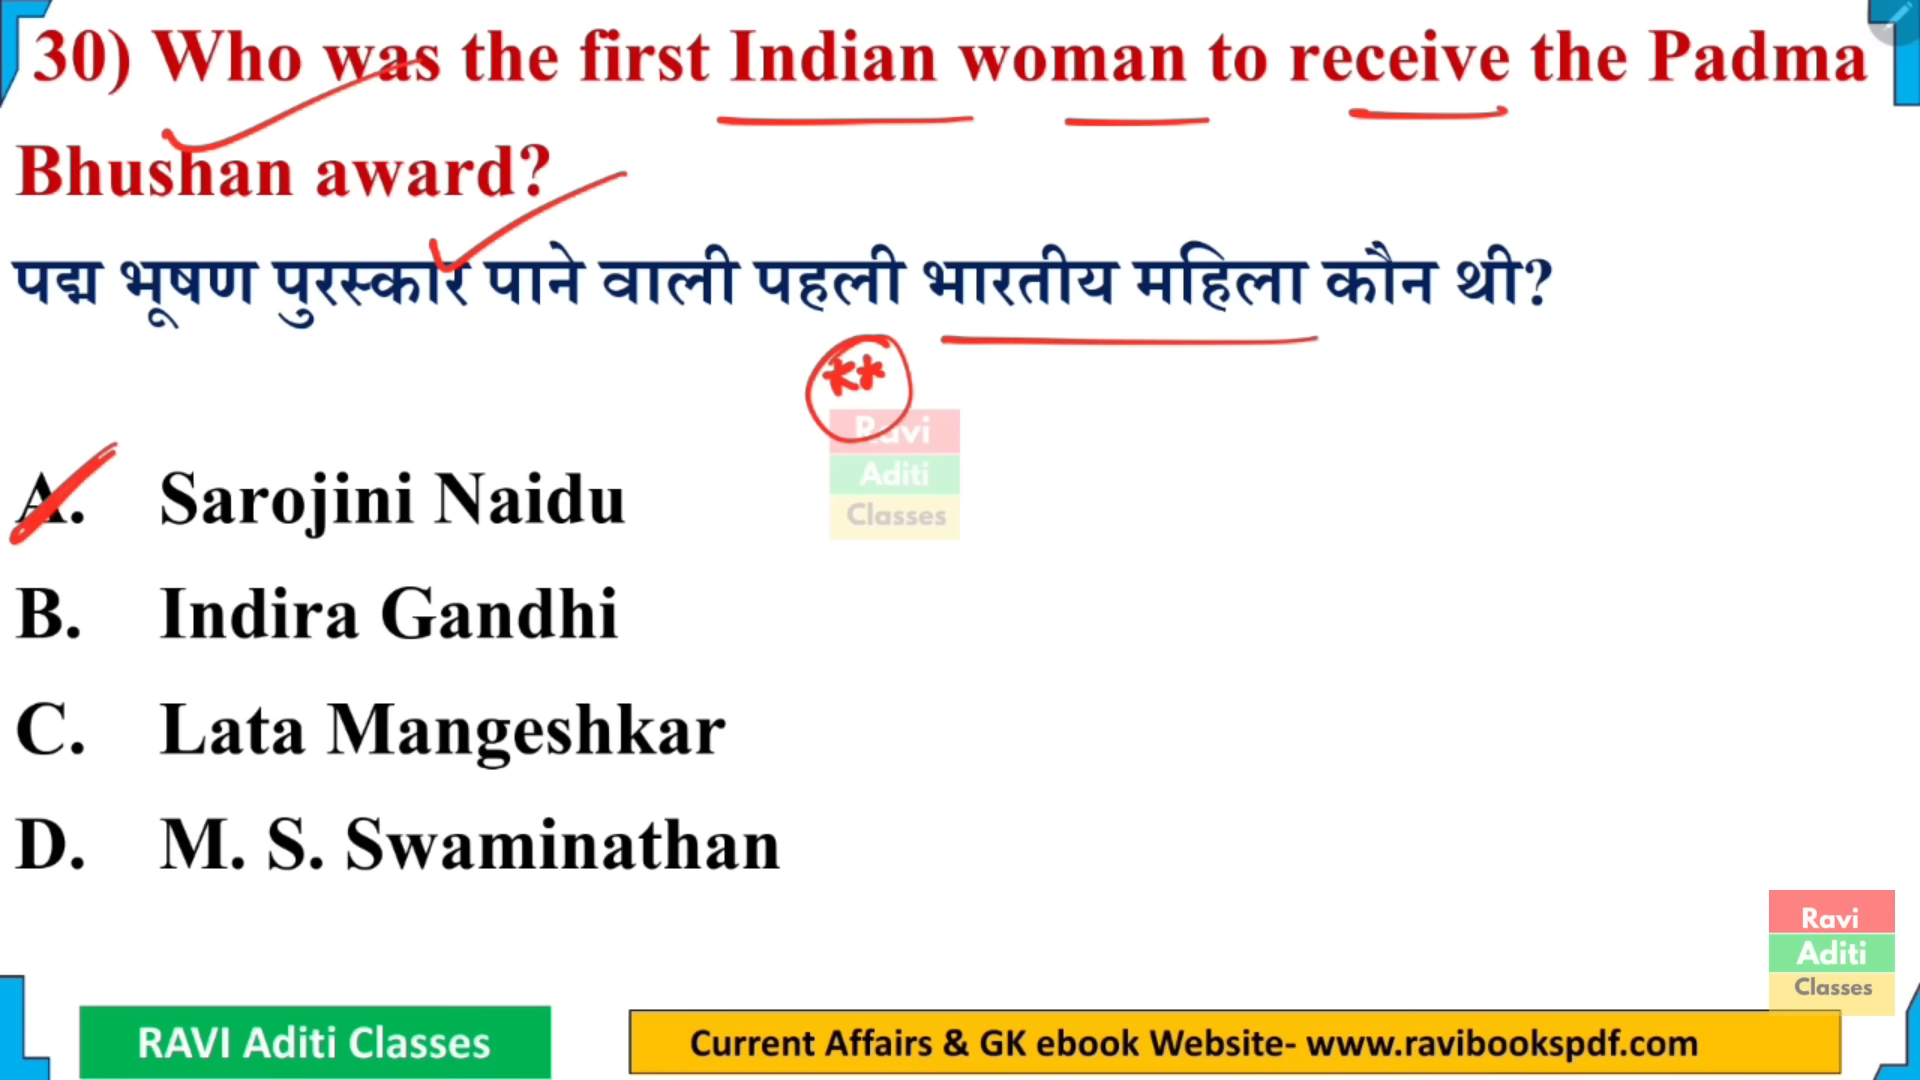 30) Who was the first Indian woman to receive the Padma
Bhushan award?
पद्म भूषण पुरस्कार पाने वाली पहली भारतीय महिला कौन थी?
**
Ravi
Aditi
Classes
A. Sarojini Naidu
B. Indira Gandhi
C. Lata Mangeshkar
D. M. S. Swaminathan
Ravi
Aditi
Classes
RAVI Aditi Classes
Current Affairs & GK ebook Website- www.ravibookspdf.com